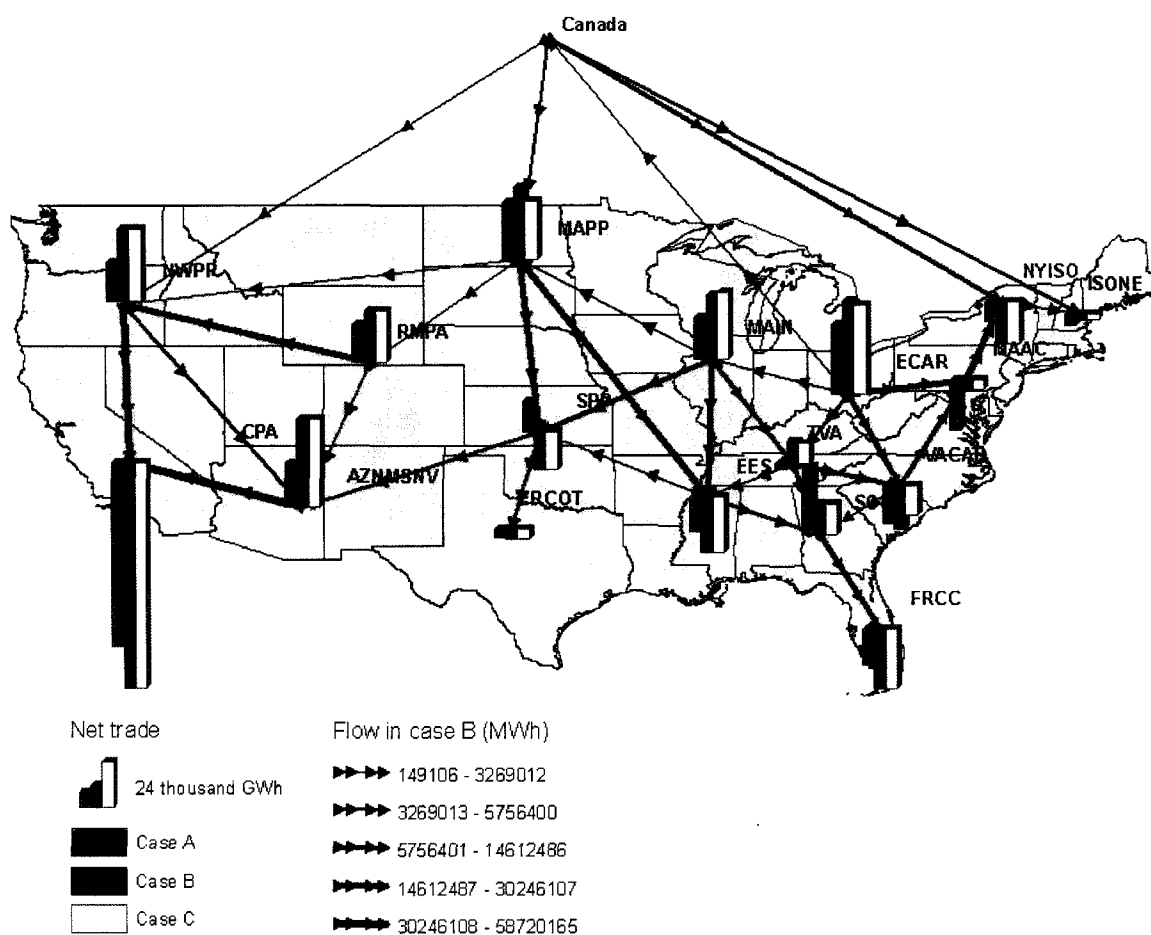 Canada
MAPP
NWPR
NYISO
ISONE
RMPA
MAIN
MAAC
ECAR
SPP
CPA
TVA
AZNMSNV
EES
VACAR
ERCOT
SO
FRCC
Net trade
24 thousand GWh
Case A
Case B
Case C
Flow in case B (MWh)
149106 - 3269012
3269013 - 5756400
5756401 - 14612486
14612487 - 30246107
30246108 - 58720165